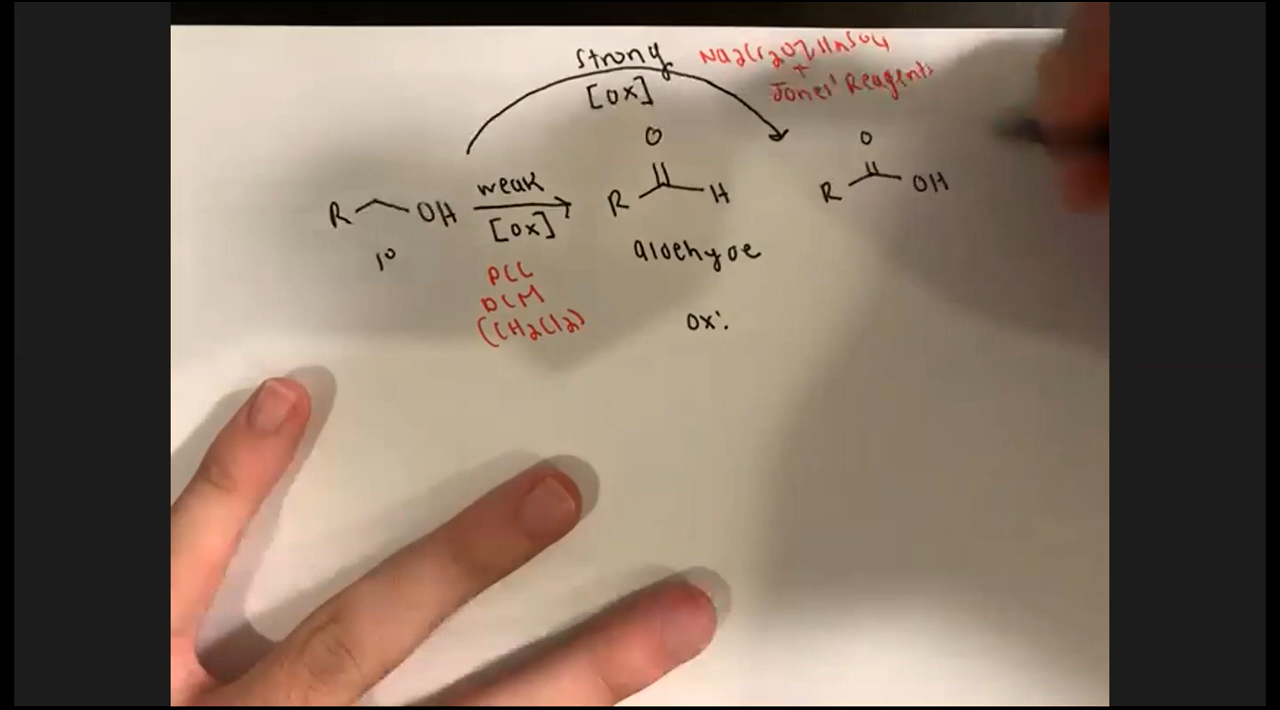 strong
[ox]
Na2Cr2O7, H2SO4
+
Jones' Reagents
O
O
R
OH
weak
[ox]
R
H
R
OH
1°
aldehyde
PCC
DCM
(CH2Cl2)
ox: